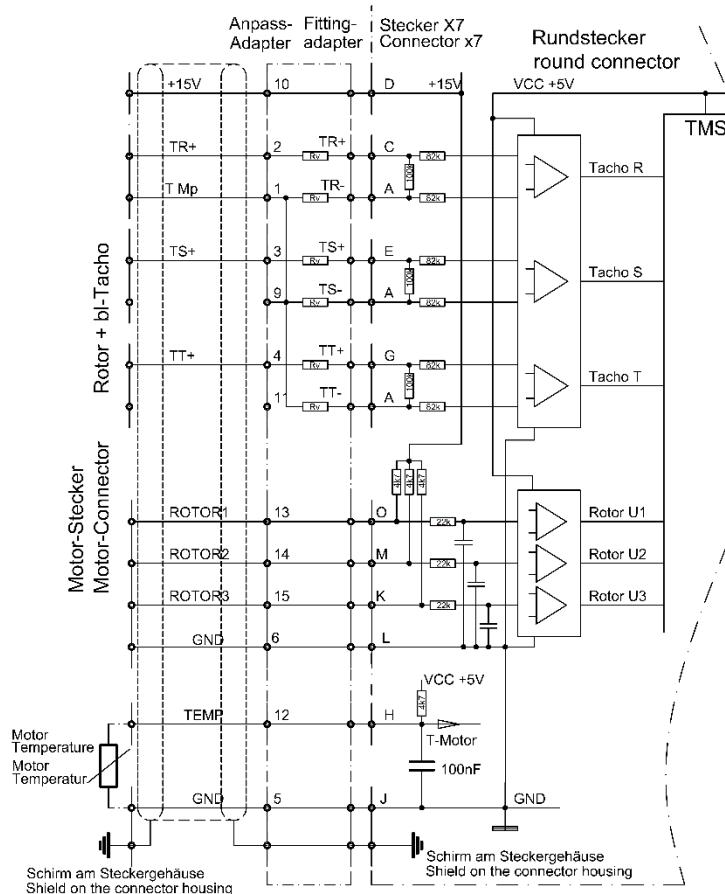 Anpass-
Adapter
Fitting-
adapter
Stecker X7
Connector x7
Rundstecker
round connector
+15V 10 D +15V VCC +5V
TMS
TR+ 2 TR+ C 82k
Rv 100k Tacho R
T Mp 1 TR- A
Rv 82k
TS+ 3 TS+ E 82k
Rv 100k Tacho S
9 TS- A 82k
Rv
TT+ 4 TT+ G 82k
Rv 100k Tacho T
11 TT- A
Rv 82k
Rotor + bl-Tacho
Motor-Stecker
Motor-Connector
4k7 4k7 4k7
ROTOR1 13 O 22k Rotor U1
ROTOR2 14 M 22k Rotor U2
ROTOR3 15 K 22k Rotor U3
GND 6 L
VCC +5V
4k7
TEMP 12 H
T-Motor
Motor
Temperature
Motor
Temperatur
100nF
GND 5 J GND
Schirm am Steckergehäuse
Shield on the connector housing
Schirm am Steckergehäuse
Shield on the connector housing